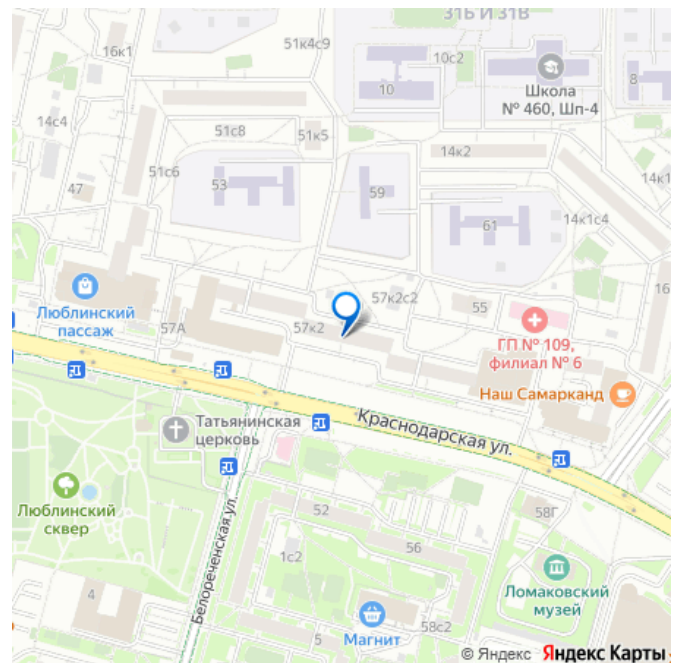 31Б И 31В
16к1
51к4с9
10с2
10
8
Школа
№ 460, Шп-4
14с4
51с8
51к5
14к2
51с6
47
53
59
14к1
61
14к1с4
Люблинский
пассаж
57А
57к2
57к2с2
55
16
ГП № 109,
филиал № 6
Наш Самарканд
Татьянинская
церковь
Краснодарская ул.
Люблинский
сквер
Белореченская ул.
52
56
58Г
1с2
4
Ломаковский
музей
5
Магнит
58с2
© Яндекс Яндекс Карты